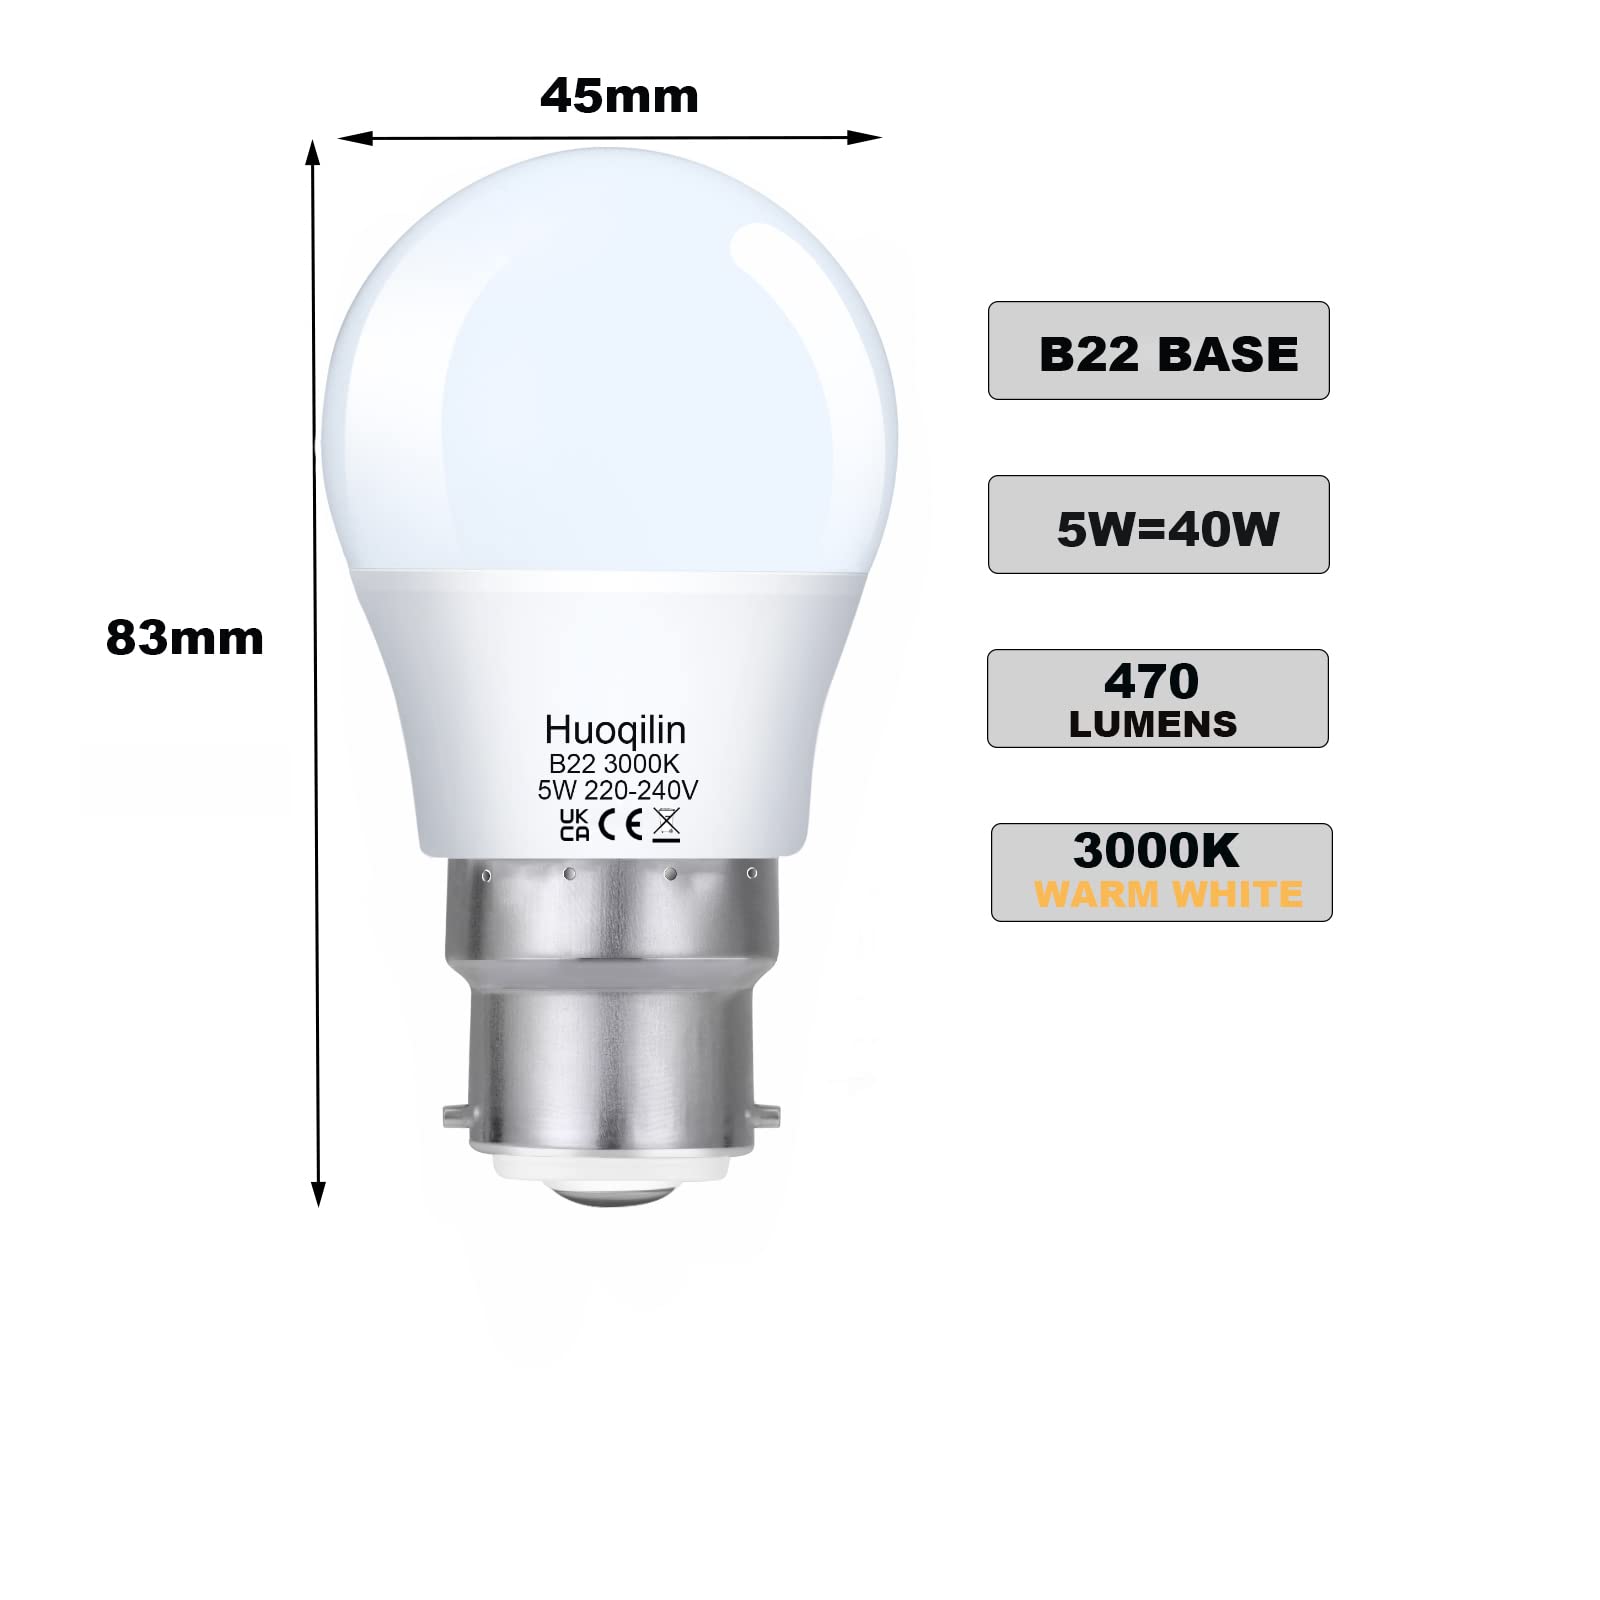 45mm
83mm
Huoqilin
B22 3000K
5W 220-240V
UK
CA CE
B22 BASE
5W=40W
470
LUMENS
3000K
WARM WHITE